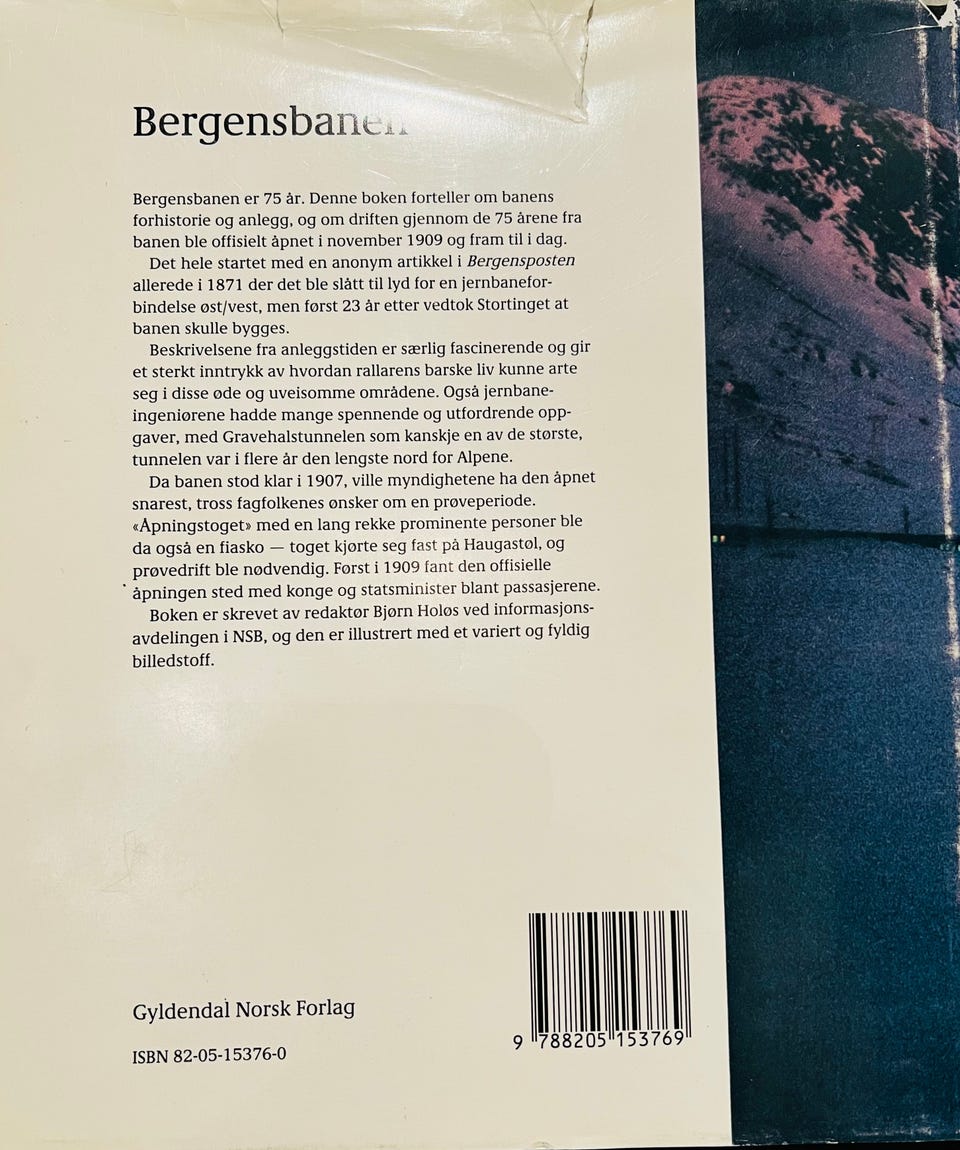 Bergensbanen
Bergensbanen er 75 år. Denne boken forteller om banens
forhistorie og anlegg, og om driften gjennom de 75 årene fra
banen ble offisielt åpnet i november 1909 og fram til i dag.
Det hele startet med en anonym artikkel i Bergensposten
allerede i 1871 der det ble slått til lyd for en jernbanefor-
bindelse øst/vest, men først 23 år etter vedtok Stortinget at
banen skulle bygges.
Beskrivelsene fra anleggstiden er særlig fascinerende og gir
et sterkt inntrykk av hvordan rallarens barske liv kunne arte
seg i disse øde og uveisomme områdene. Også jernbane-
ingeniørene hadde mange spennende og utfordrende opp-
gaver, med Gravehalstunnelen som kanskje en av de største,
tunnelen var i flere år den lengste nord for Alpene.
Da banen stod klar i 1907, ville myndighetene ha den åpnet
snarest, tross fagfolkenes ønsker om en prøveperiode.
«Åpningstoget» med en lang rekke prominente personer ble
da også en fiasko — toget kjørte seg fast på Haugastøl, og
prøvedrift ble nødvendig. Først i 1909 fant den offisielle
åpningen sted med konge og statsminister blant passasjerene.
Boken er skrevet av redaktør Bjørn Holøs ved informasjons-
avdelingen i NSB, og den er illustrert med et variert og fyldig
billedstoff.
Gyldendal Norsk Forlag
ISBN 82-05-15376-0
9 788205 153769